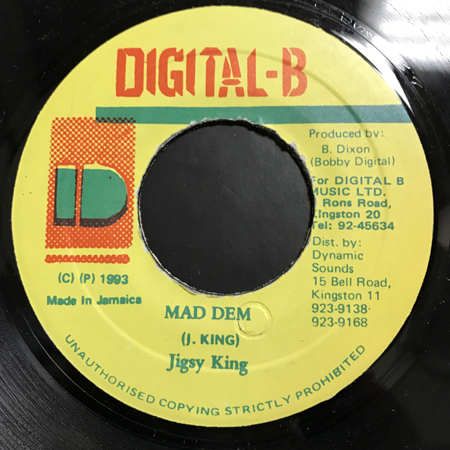 DIGITAL-B
Produced by:
B. Dixon
(Bobby Digital)
For DIGITAL B
MUSIC LTD.
Rons Road,
Kingston 20
Tel: 92-45634
Dist. by:
Dynamic
Sounds
15 Bell Road,
Kingston 11
923-9138
923-9168
D
(C) (P) 1993
Made In Jamaica
MAD DEM
(J. KING)
Jigsy King
UNAUTHORISED COPYING STRICTLY PROHIBITED